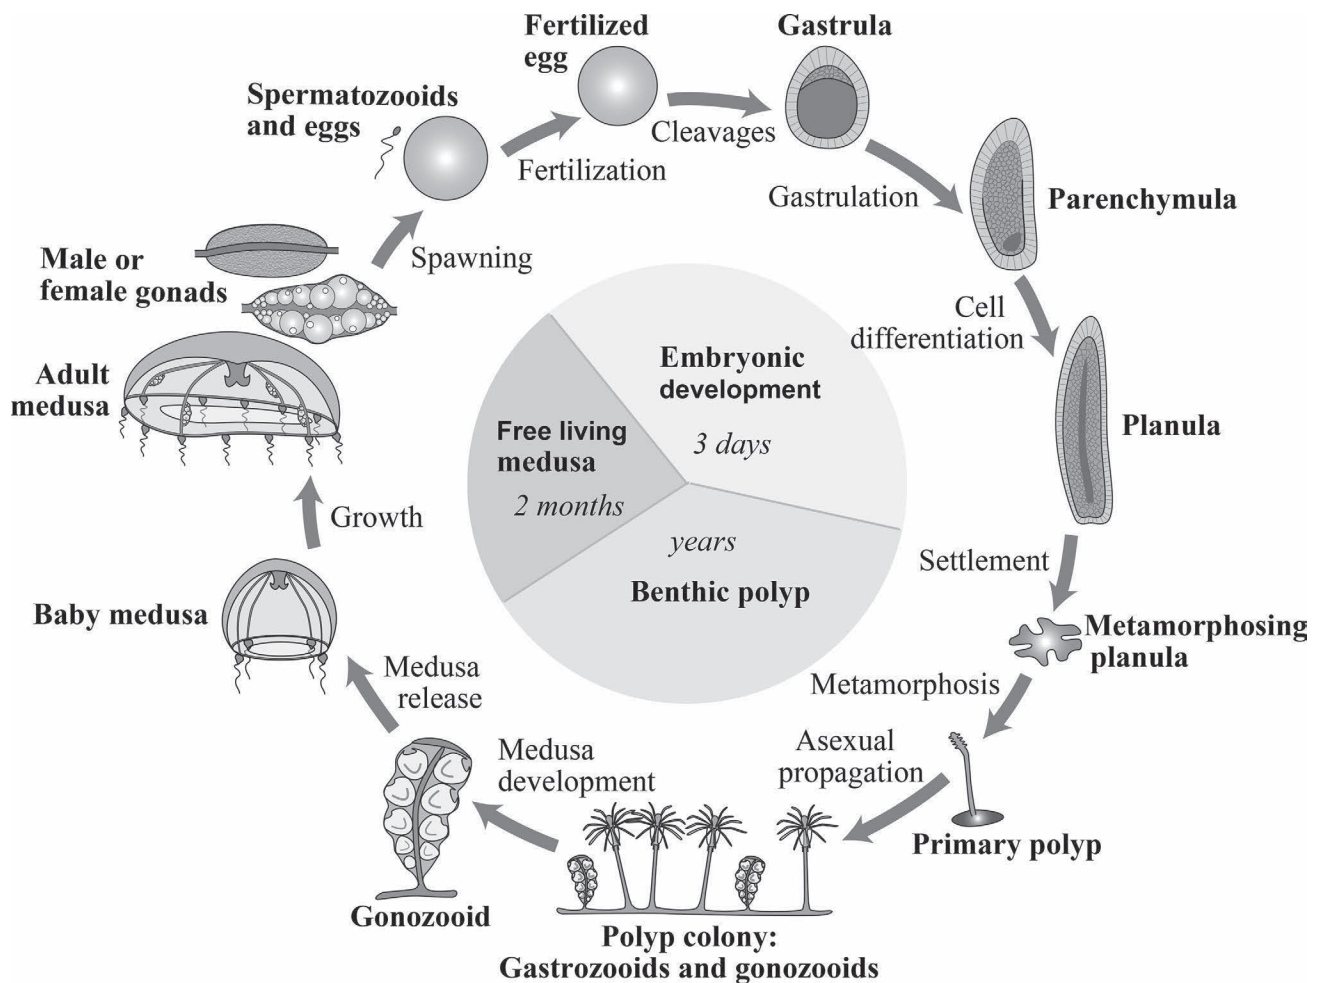 Fertilized
egg
Gastrula
Spermatozooids
and eggs
Cleavages
Fertilization
Gastrulation
Parenchymula
Male or
female gonads
Spawning
Cell
differentiation
Embryonic
development
3 days
Adult
medusa
Planula
Free living
medusa
2 months
Growth
years
Benthic polyp
Settlement
Baby medusa
Metamorphosing
planula
Medusa
release
Metamorphosis
Medusa
development
Asexual
propagation
Primary polyp
Gonozooid
Polyp colony:
Gastrozooids and gonozooids